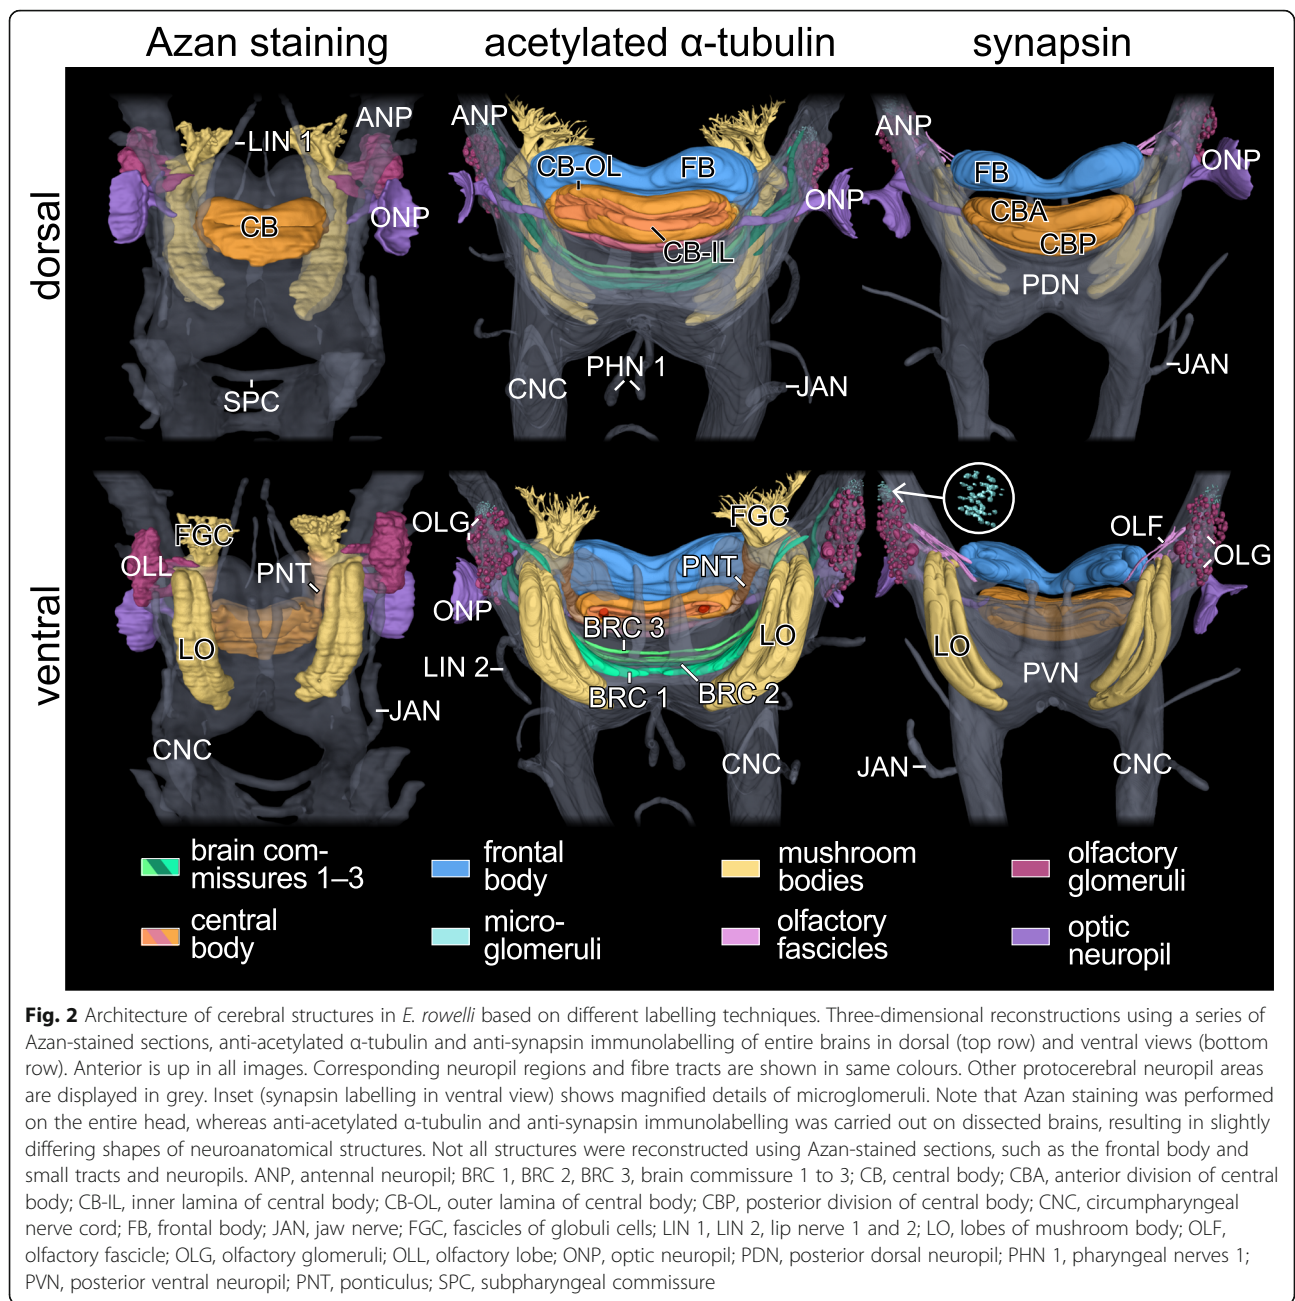 Azan staining
acetylated α-tubulin
synapsin
dorsal
ANP
LIN 1
ONP
CB
SPC
ANP
CB-OL
FB
ONP
CB-IL
PHN 1
CNC
JAN
ANP
ONP
FB
CBA
CBP
PDN
JAN
ventral
FGC
OLL
PNT
LO
JAN
CNC
OLG
FGC
PNT
ONP
BRC 3
LO
LIN 2
BRC 1
BRC 2
CNC
OLF
OLG
LO
PVN
JAN
CNC
brain com-
missures 1–3
frontal
body
mushroom
bodies
olfactory
glomeruli
central
body
micro-
glomeruli
olfactory
fascicles
optic
neuropil
Fig. 2 Architecture of cerebral structures in E. rowelli based on different labelling techniques. Three-dimensional reconstructions using a series of
Azan-stained sections, anti-acetylated α-tubulin and anti-synapsin immunolabelling of entire brains in dorsal (top row) and ventral views (bottom
row). Anterior is up in all images. Corresponding neuropil regions and fibre tracts are shown in same colours. Other protocerebral neuropil areas
are displayed in grey. Inset (synapsin labelling in ventral view) shows magnified details of microglomeruli. Note that Azan staining was performed
on the entire head, whereas anti-acetylated α-tubulin and anti-synapsin immunolabelling was carried out on dissected brains, resulting in slightly
differing shapes of neuroanatomical structures. Not all structures were reconstructed using Azan-stained sections, such as the frontal body and
small tracts and neuropils. ANP, antennal neuropil; BRC 1, BRC 2, BRC 3, brain commissure 1 to 3; CB, central body; CBA, anterior division of central
body; CB-IL, inner lamina of central body; CB-OL, outer lamina of central body; CBP, posterior division of central body; CNC, circumpharyngeal
nerve cord; FB, frontal body; JAN, jaw nerve; FGC, fascicles of globuli cells; LIN 1, LIN 2, lip nerve 1 and 2; LO, lobes of mushroom body; OLF,
olfactory fascicle; OLG, olfactory glomeruli; OLL, olfactory lobe; ONP, optic neuropil; PDN, posterior dorsal neuropil; PHN 1, pharyngeal nerves 1;
PVN, posterior ventral neuropil; PNT, ponticulus; SPC, subpharyngeal commissure